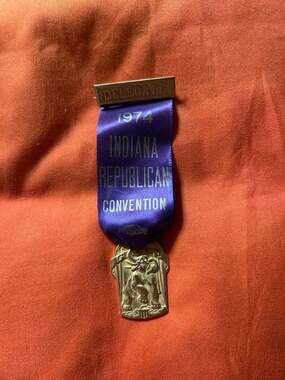 DELEGATE
1974
INDIANA
REPUBLICAN
CONVENTION